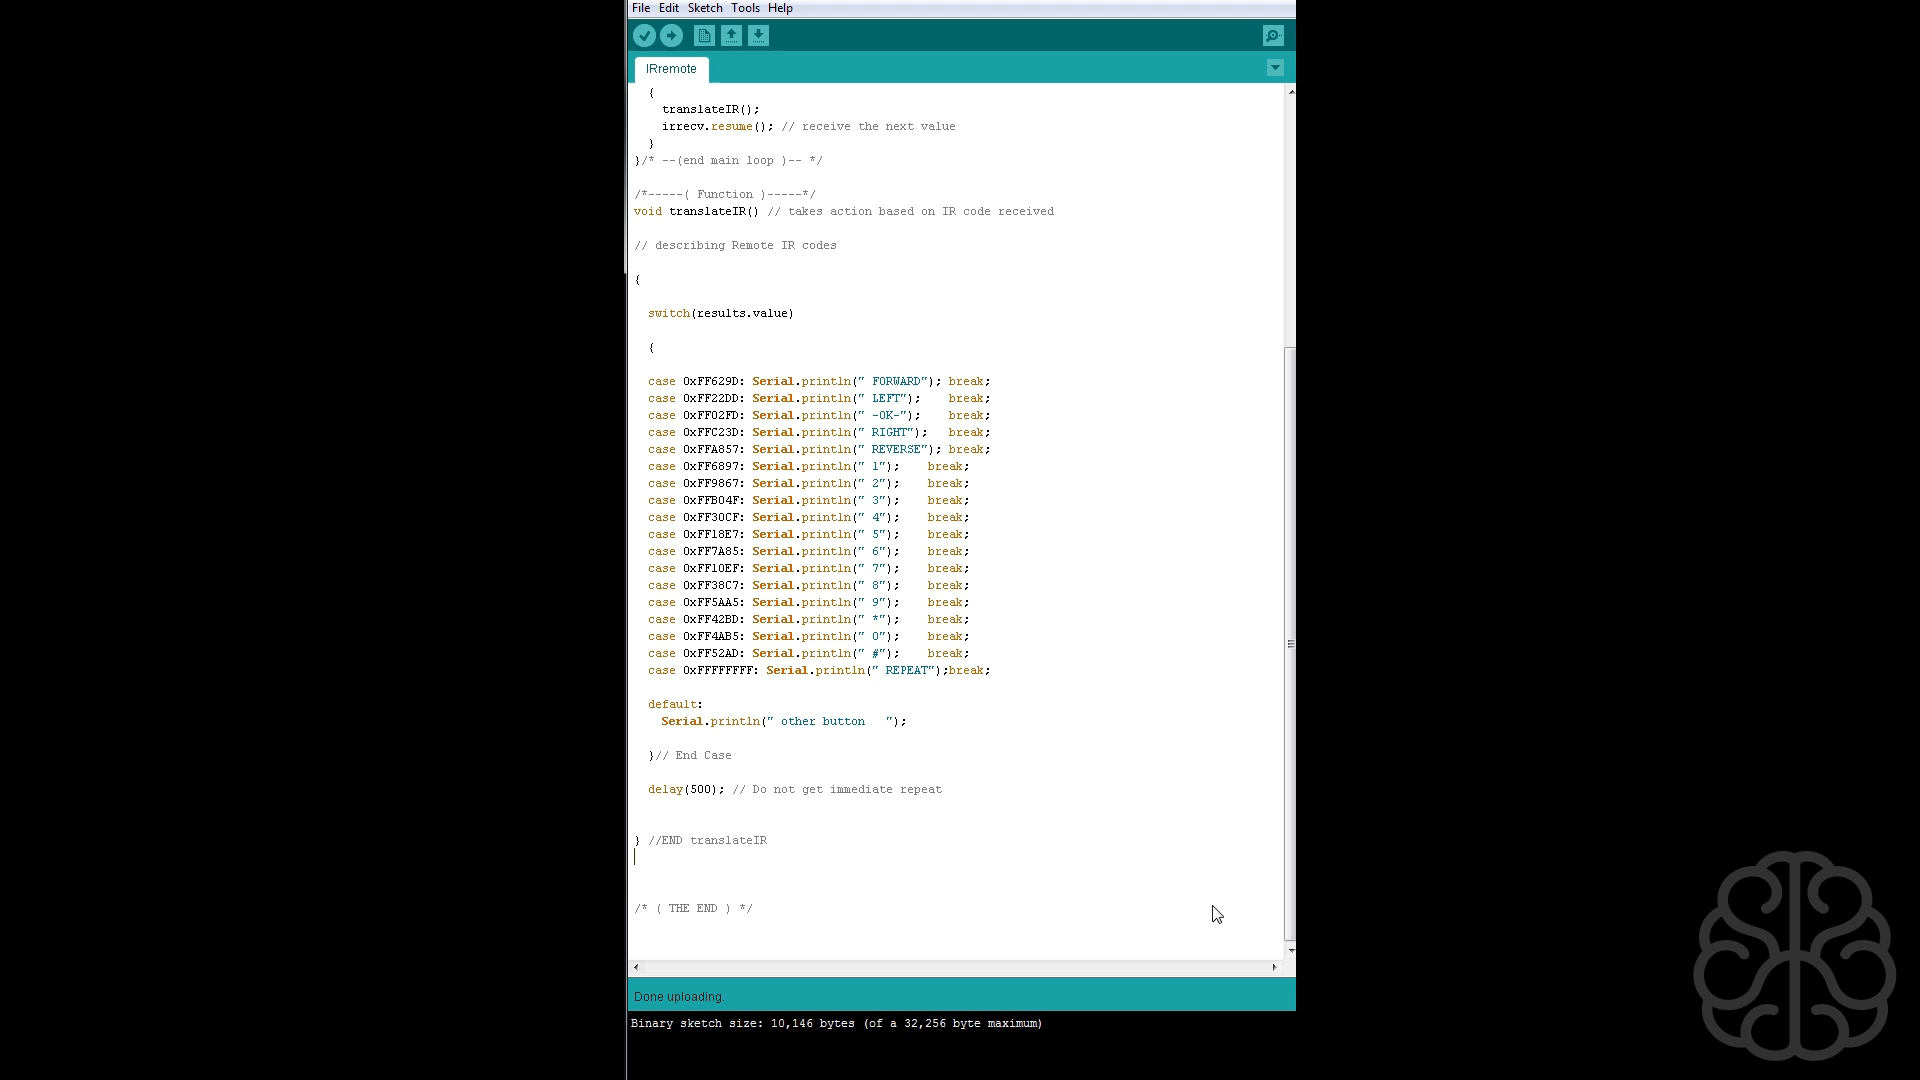 File Edit Sketch Tools Help
IRremote
{
translateIR();
irrecv.resume(); // receive the next value
}
}/* --(end main loop )-- */
/*-----( Function )-----*/
void translateIR() // takes action based on IR code received
// describing Remote IR codes
{
switch(results.value)
{
case 0xFF629D: Serial.println(" FORWARD"); break;
case 0xFF22DD: Serial.println(" LEFT");    break;
case 0xFF02FD: Serial.println(" -OK-");    break;
case 0xFFC23D: Serial.println(" RIGHT");   break;
case 0xFFA857: Serial.println(" REVERSE"); break;
case 0xFF6897: Serial.println(" 1");    break;
case 0xFF9867: Serial.println(" 2");    break;
case 0xFFB04F: Serial.println(" 3");    break;
case 0xFF30CF: Serial.println(" 4");    break;
case 0xFF18E7: Serial.println(" 5");    break;
case 0xFF7A85: Serial.println(" 6");    break;
case 0xFF10EF: Serial.println(" 7");    break;
case 0xFF38C7: Serial.println(" 8");    break;
case 0xFF5AA5: Serial.println(" 9");    break;
case 0xFF42BD: Serial.println(" *");    break;
case 0xFF4AB5: Serial.println(" 0");    break;
case 0xFF52AD: Serial.println(" #");    break;
case 0xFFFFFFFF: Serial.println(" REPEAT");break;
default:
Serial.println(" other button   ");
}// End Case
delay(500); // Do not get immediate repeat
} //END translateIR
/* ( THE END ) */
Done uploading.
Binary sketch size: 10,146 bytes (of a 32,256 byte maximum)